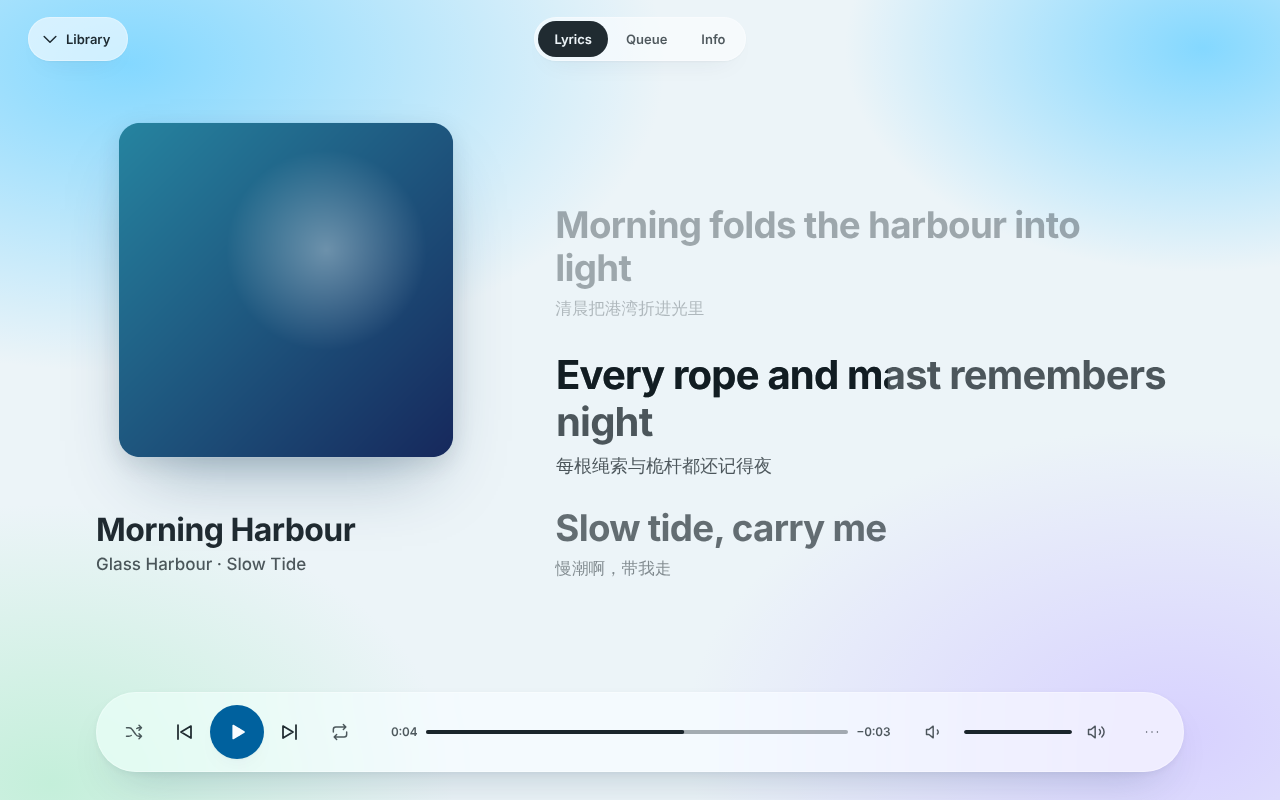 Library
Lyrics
Queue
Info
Morning folds the harbour into
light
清晨把港湾折进光里
Every rope and mast remembers
night
每根绳索与桅杆都还记得夜
Slow tide, carry me
慢潮啊，带我走
Morning Harbour
Glass Harbour · Slow Tide
0:04
−0:03